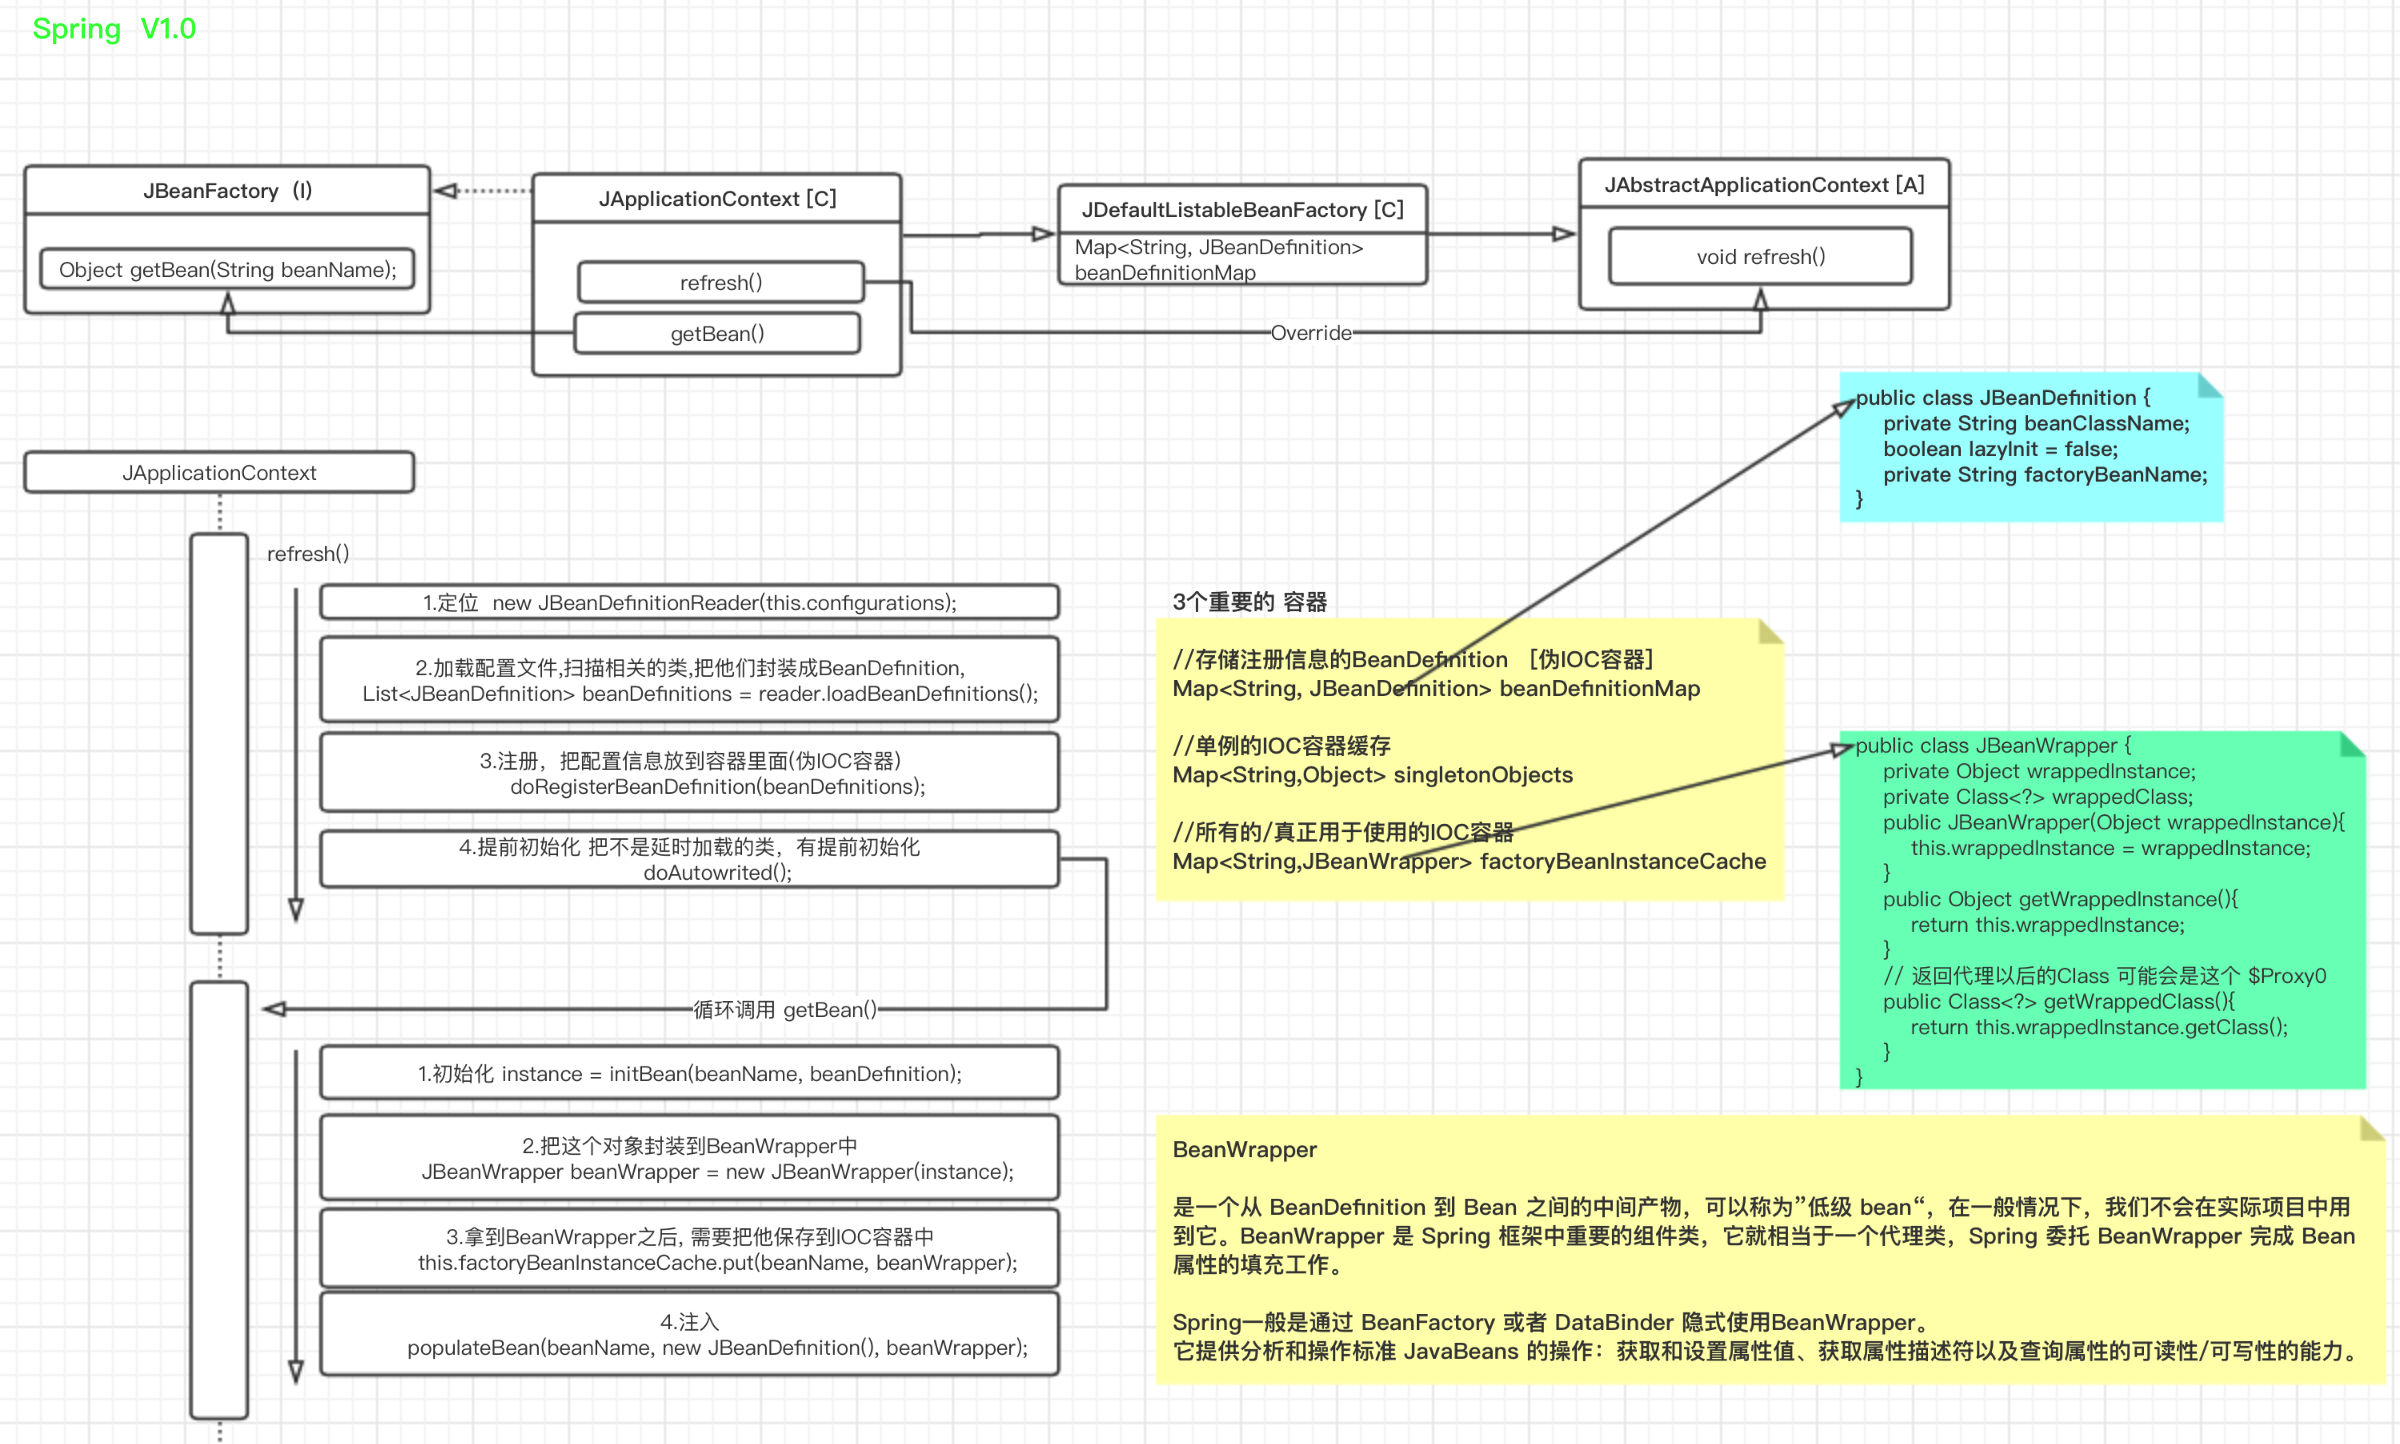 Spring V1.0
JBeanFactory (I)
Object getBean(String beanName);
JApplicationContext [C]
refresh()
getBean()
JDefaultListableBeanFactory [C]
Map<String, JBeanDefinition>
beanDefinitionMap
JAbstractApplicationContext [A]
void refresh()
Override
public class JBeanDefinition {
private String beanClassName;
boolean lazyInit = false;
private String factoryBeanName;
}
JApplicationContext
refresh()
1.定位 new JBeanDefinitionReader(this.configurations);
2.加载配置文件,扫描相关的类,把他们封装成BeanDefinition,
List<JBeanDefinition> beanDefinitions = reader.loadBeanDefinitions();
3.注册，把配置信息放到容器里面(伪IOC容器)
doRegisterBeanDefinition(beanDefinitions);
4.提前初始化 把不是延时加载的类，有提前初始化
doAutowrited();
循环调用 getBean()
1.初始化 instance = initBean(beanName, beanDefinition);
2.把这个对象封装到BeanWrapper中
JBeanWrapper beanWrapper = new JBeanWrapper(instance);
3.拿到BeanWrapper之后, 需要把他保存到IOC容器中
this.factoryBeanInstanceCache.put(beanName, beanWrapper);
4.注入
populateBean(beanName, new JBeanDefinition(), beanWrapper);
3个重要的 容器
//存储注册信息的BeanDefinition ［伪IOC容器］
Map<String, JBeanDefinition> beanDefinitionMap
//单例的IOC容器缓存
Map<String,Object> singletonObjects
//所有的/真正用于使用的IOC容器
Map<String,JBeanWrapper> factoryBeanInstanceCache
public class JBeanWrapper {
private Object wrappedInstance;
private Class<?> wrappedClass;
public JBeanWrapper(Object wrappedInstance){
this.wrappedInstance = wrappedInstance;
}
public Object getWrappedInstance(){
return this.wrappedInstance;
}
// 返回代理以后的Class 可能会是这个 $Proxy0
public Class<?> getWrappedClass(){
return this.wrappedInstance.getClass();
}
}
BeanWrapper
是一个从 BeanDefinition 到 Bean 之间的中间产物，可以称为”低级 bean“，在一般情况下，我们不会在实际项目中用
到它。BeanWrapper 是 Spring 框架中重要的组件类，它就相当于一个代理类，Spring 委托 BeanWrapper 完成 Bean
属性的填充工作。
Spring一般是通过 BeanFactory 或者 DataBinder 隐式使用BeanWrapper。
它提供分析和操作标准 JavaBeans 的操作：获取和设置属性值、获取属性描述符以及查询属性的可读性/可写性的能力。